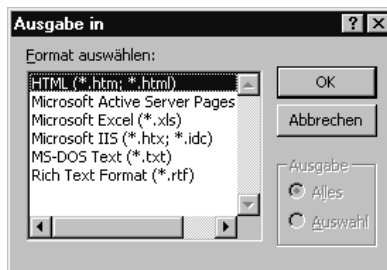 Ausgabe in
Format auswählen:
HTML (*.htm; *.html)
Microsoft Active Server Pages
Microsoft Excel (*.xls)
Microsoft IIS (*.htx; *.idc)
MS-DOS Text (*.txt)
Rich Text Format (*.rtf)
OK
Abbrechen
Ausgabe
Alles
Auswahl